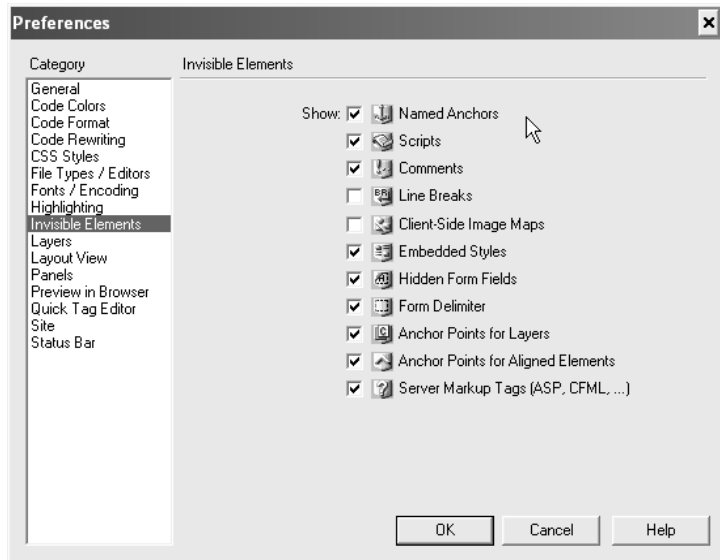 Preferences
Category
General
Code Colors
Code Format
Code Rewriting
CSS Styles
File Types / Editors
Fonts / Encoding
Highlighting
Invisible Elements
Layers
Layout View
Panels
Preview in Browser
Quick Tag Editor
Site
Status Bar
Invisible Elements
Show: Named Anchors
Scripts
Comments
BR Line Breaks
Client-Side Image Maps
Embedded Styles
Hidden Form Fields
Form Delimiter
C Anchor Points for Layers
Anchor Points for Aligned Elements
? Server Markup Tags (ASP, CFML, ...)
OK Cancel Help